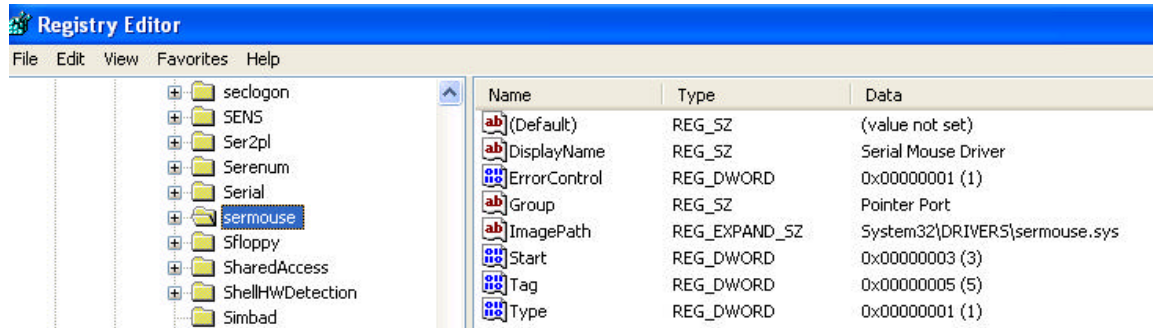 Registry Editor
File Edit View Favorites Help
seclogon
SENS
Ser2pl
Serenum
Serial
sermouse
Sfloppy
SharedAccess
ShellHWDetection
Simbad
Name Type Data
(Default) REG_SZ (value not set)
DisplayName REG_SZ Serial Mouse Driver
ErrorControl REG_DWORD 0x00000001 (1)
Group REG_SZ Pointer Port
ImagePath REG_EXPAND_SZ System32\DRIVERS\sermouse.sys
Start REG_DWORD 0x00000003 (3)
Tag REG_DWORD 0x00000005 (5)
Type REG_DWORD 0x00000001 (1)